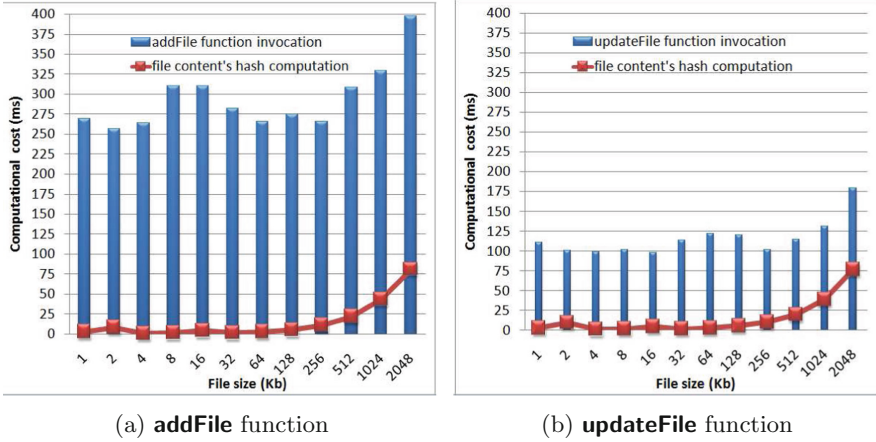 400
375
350
325
300
275
250
225
200
175
150
125
100
75
50
25
0
Computational cost (ms)
addFile function invocation
file content's hash computation
1 2 4 8 16 32 64 128 256 512 1024 2048
File size (Kb)
(a) addFile function
400
375
350
325
300
275
250
225
200
175
150
125
100
75
50
25
0
Computational cost (ms)
updateFile function invocation
file content's hash computation
1 2 4 8 16 32 64 128 256 512 1024 2048
File size (Kb)
(b) updateFile function